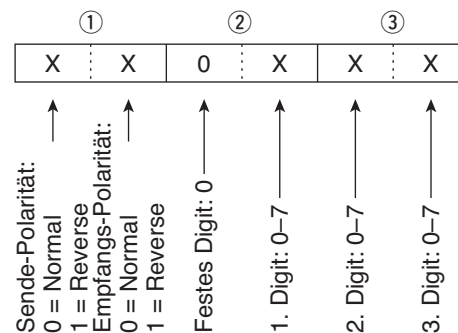 ① ② ③
X X 0 X X X
Sende-Polarität:
0 = Normal
1 = Reverse
Empfangs-Polarität:
0 = Normal
1 = Reverse
Festes Digit: 0
1. Digit: 0–7
2. Digit: 0–7
3. Digit: 0–7